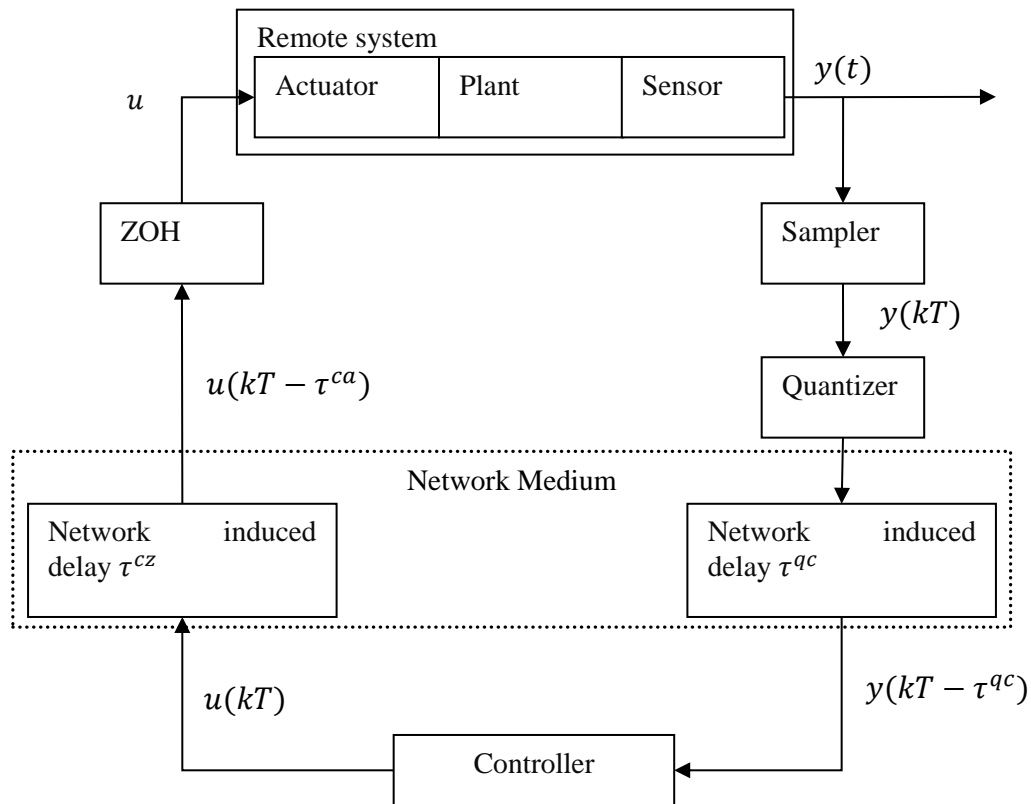 Remote system
Actuator
Plant
Sensor
y(t)
u
ZOH
Sampler
y(kT)
Quantizer
u(kT − τ^{ca})
Network Medium
Network induced
delay τ^{cz}
Network induced
delay τ^{qc}
u(kT)
y(kT − τ^{qc})
Controller